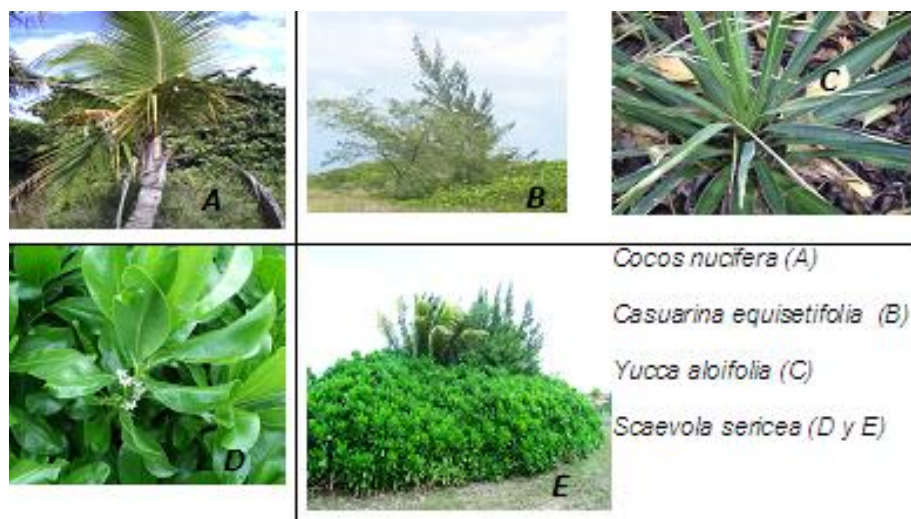 A
B
C
D
E
Cocos nucifera (A)
Casuarina equisetifolia (B)
Yucca aloifolia (C)
Scaevola sericea (D y E)